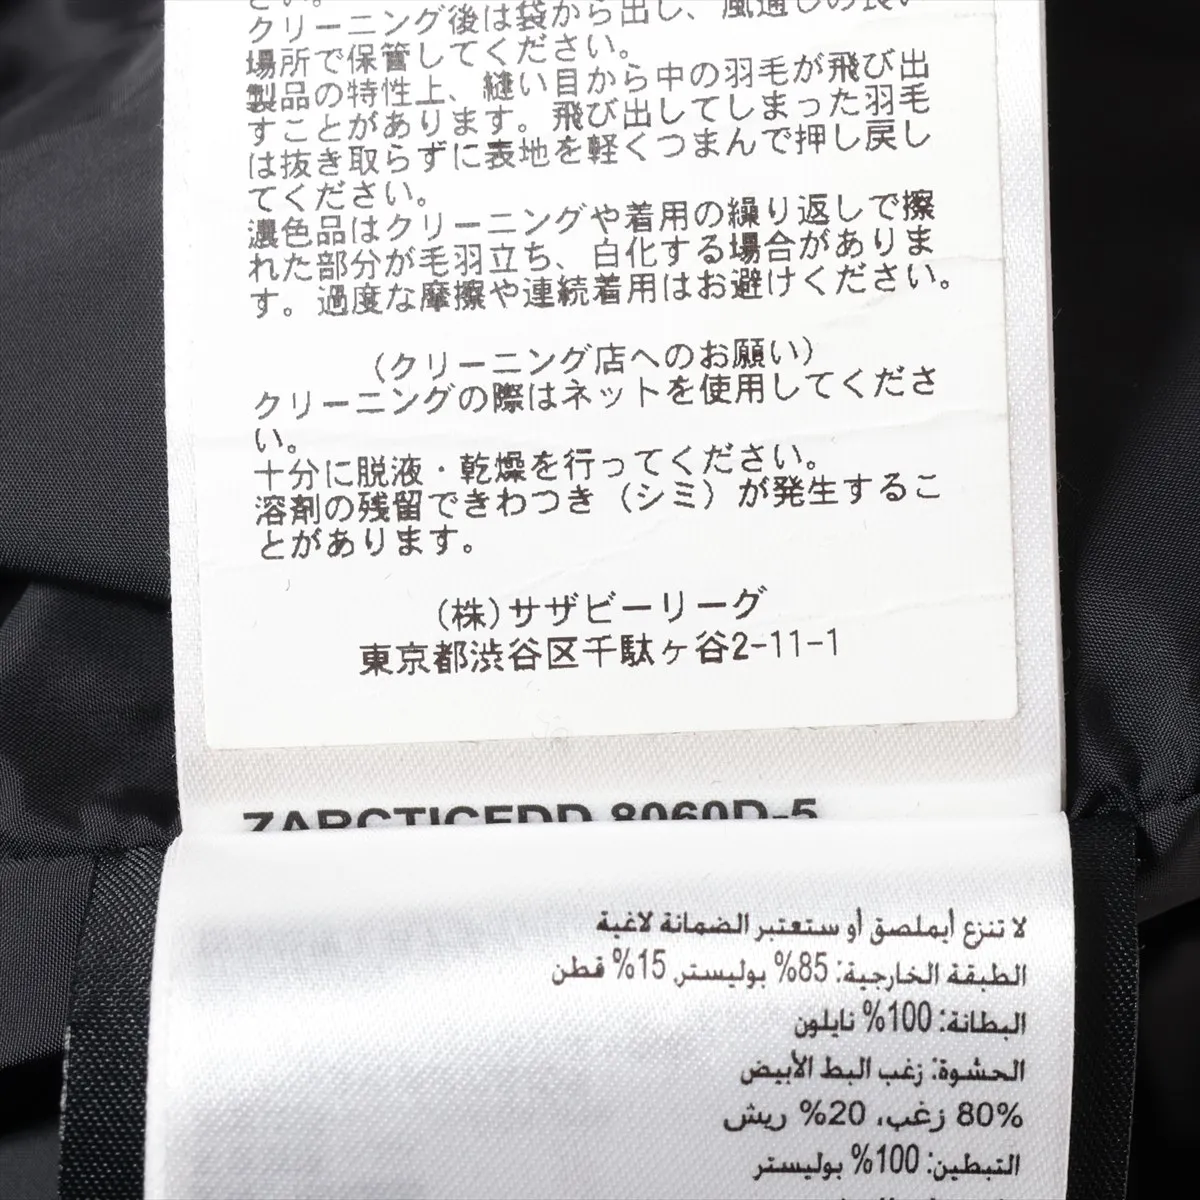 さい。
クリーニング後は袋から出し、風通しの良い
場所で保管してください。
製品の特性上、縫い目から中の羽毛が飛び出
すことがあります。飛び出してしまった羽毛
は抜き取らずに表地を軽くつまんで押し戻し
てください。
濃色品はクリーニングや着用の繰り返しで擦
れた部分が毛羽立ち、白化する場合がありま
す。過度な摩擦や連続着用はお避けください。
(クリーニング店へのお願い)
クリーニングの際はネットを使用してくださ
い。
十分に脱液・乾燥を行ってください。
溶剤の残留できわつき(シミ)が発生するこ
とがあります。
(株)サザビーリーグ
東京都渋谷区千駄ヶ谷2-11-1
ZARCTICFDD 8060D-5
لا تنزع أيملصق أو ستعتبر الضمانة لاغية
الطبقة الخارجية: 85% بوليستر, 15% قطن
البطانة: 100% نايلون
الحشوة: زغب البط الأبيض
80% زغب، 20% ريش
التبطين: 100% بوليستر